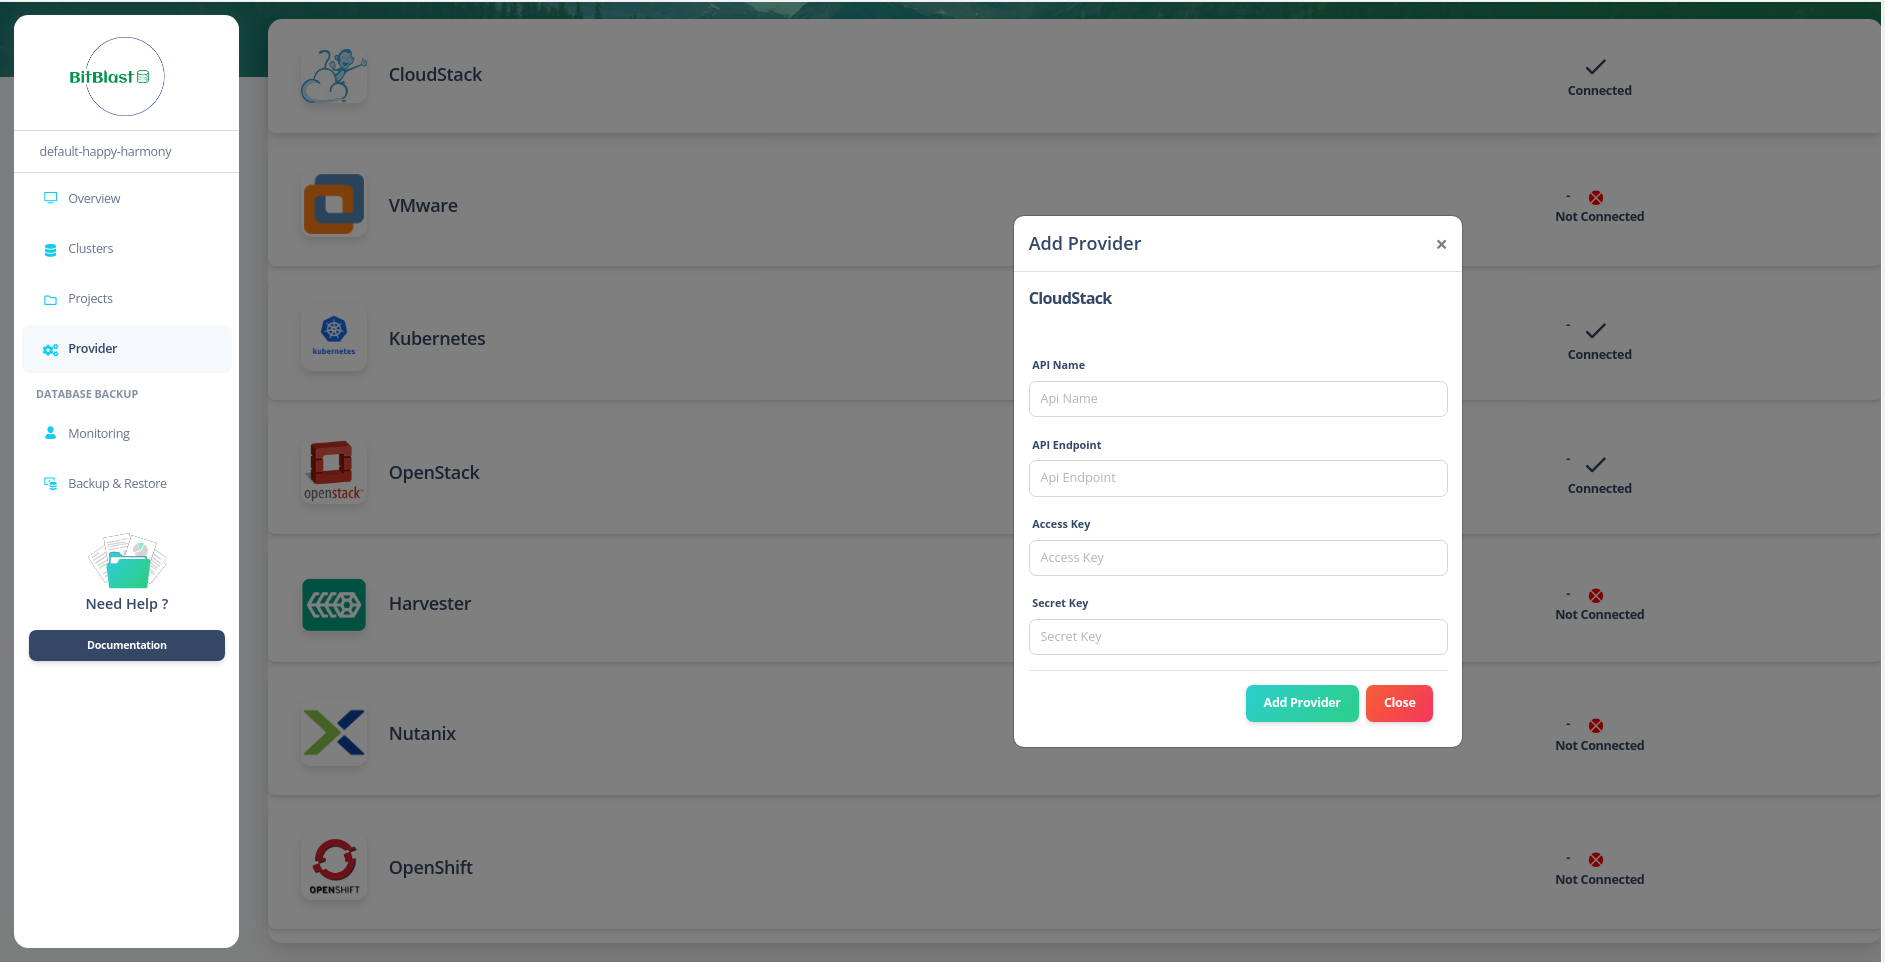 BitBlast
default-happy-harmony
Overview
Clusters
Projects
Provider
DATABASE BACKUP
Monitoring
Backup & Restore
Need Help ?
Documentation
CloudStack
Connected
VMware
-
Not Connected
Kubernetes
kubernetes
-
Connected
OpenStack
openstack
-
Connected
Harvester
-
Not Connected
Nutanix
-
Not Connected
OpenShift
OPENSHIFT
-
Not Connected
Add Provider
×
CloudStack
API Name
Api Name
API Endpoint
Api Endpoint
Access Key
Access Key
Secret Key
Secret Key
Add Provider
Close